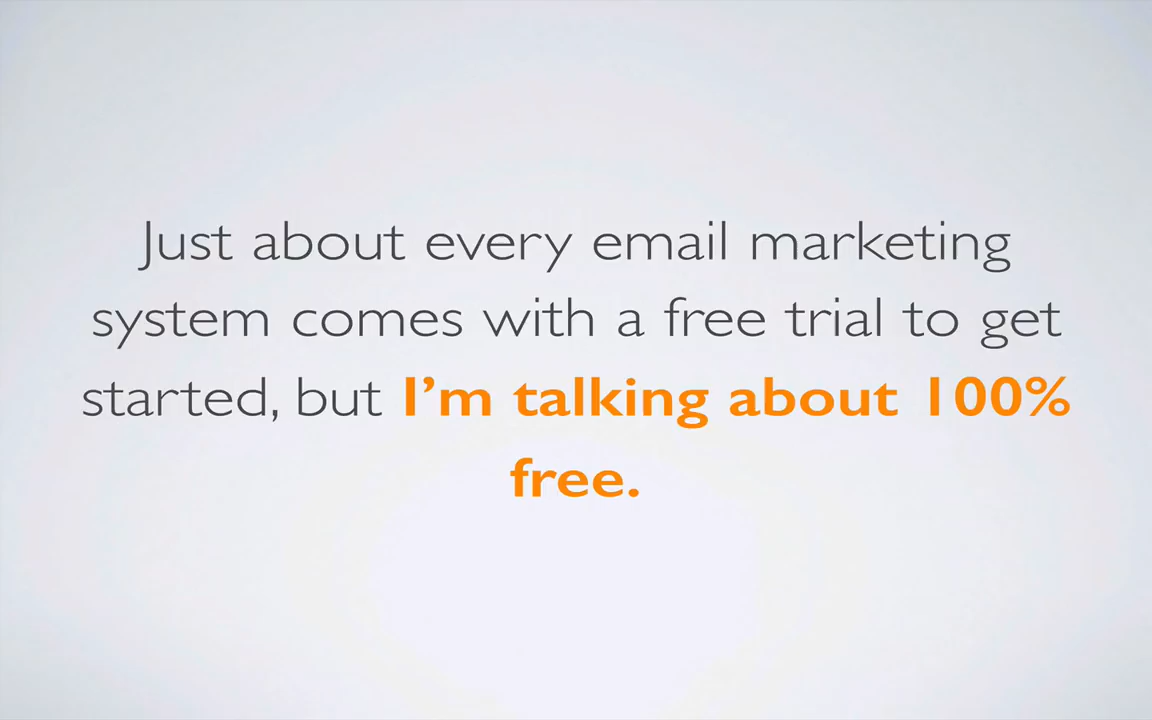 Just about every email marketing
system comes with a free trial to get
started, but I’m talking about 100%
free.